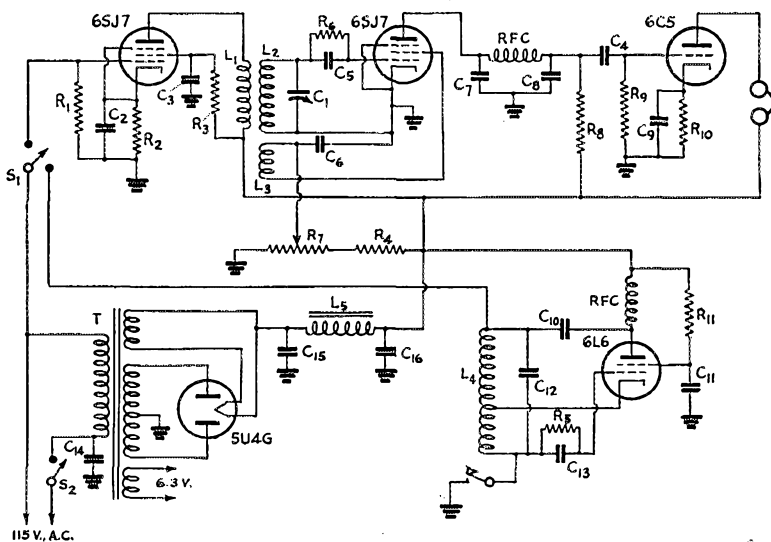 6SJ7
6SJ7
6C5
R6
RFC
C4
L1
L2
C5
R1
C2
R2
C3
R3
C1
C7
C8
R8
R9
C9
R10
C6
S1
L3
R7
R4
RFC
R11
T
L5
C10
6L6
C15
C16
L4
C12
C11
5U4G
R5
C14
C13
6.3 V.
S2
115 V., A.C.